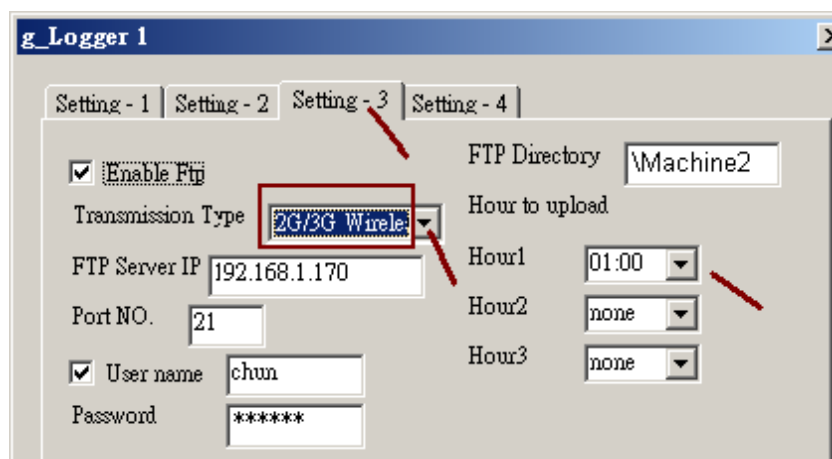 g_Logger 1
Setting - 1
Setting - 2
Setting - 3
Setting - 4
Enable Ftp
Transmission Type 2G/3G Wirele
FTP Server IP 192.168.1.170
Port NO. 21
User name chun
Password ******
FTP Directory \Machine2
Hour to upload
Hour1 01:00
Hour2 none
Hour3 none